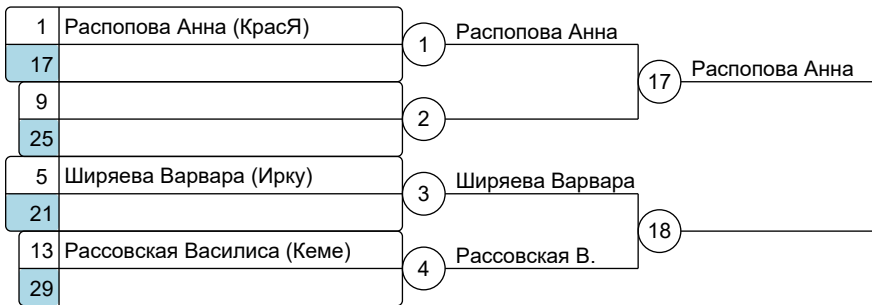 1 Распопова Анна (КрасЯ)
17
1 Распопова Анна
9
25
2
17 Распопова Анна
5 Ширяева Варвара (Ирку)
21
3 Ширяева Варвара
13 Рассовская Василиса (Кеме)
29
4 Рассовская В.
18